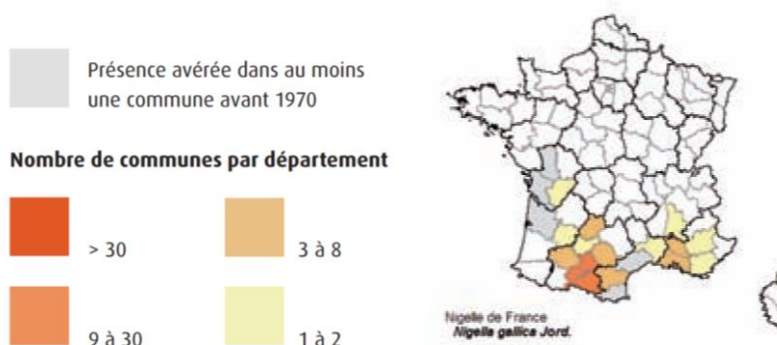 Présence avérée dans au moins
une commune avant 1970
Nombre de communes par département
> 30
3 à 8
9 à 30
1 à 2
Nigelle de France
Nigella gallica Jord.